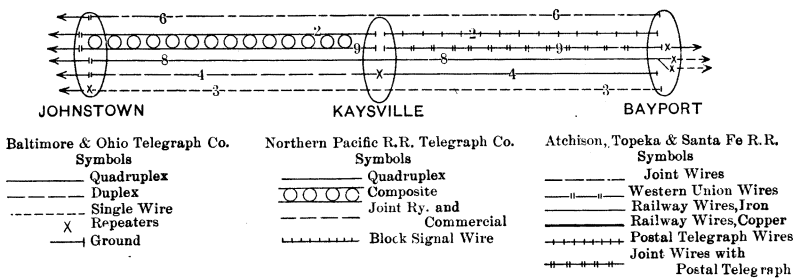 6 6
2 2
9 9
8 8
4 4
3 3
X X
X
X X
JOHNSTOWN KAYSVILLE BAYPORT
Baltimore & Ohio Telegraph Co.
Symbols
Quadruplex
Duplex
Single Wire
X Repeaters
Ground
Northern Pacific R.R. Telegraph Co.
Symbols
Quadruplex
Composite
Joint Ry. and
Commercial
Block Signal Wire
Atchison, Topeka & Santa Fe R.R.
Symbols
Joint Wires
Western Union Wires
Railway Wires, Iron
Railway Wires, Copper
Postal Telegraph Wires
Joint Wires with
Postal Telegraph